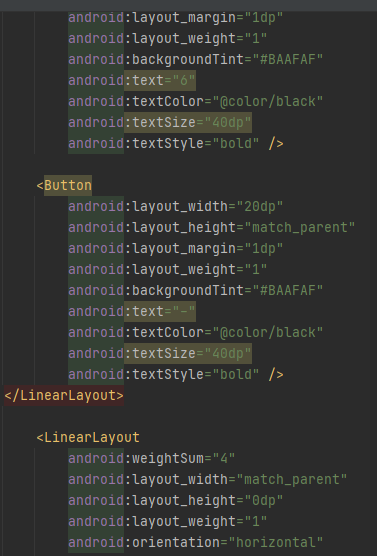 android:layout_margin="1dp"
android:layout_weight="1"
android:backgroundTint="#BAAFAF"
android:text="6"
android:textColor="@color/black"
android:textSize="40dp"
android:textStyle="bold" />
<Button
android:layout_width="20dp"
android:layout_height="match_parent"
android:layout_margin="1dp"
android:layout_weight="1"
android:backgroundTint="#BAAFAF"
android:text="-"
android:textColor="@color/black"
android:textSize="40dp"
android:textStyle="bold" />
</LinearLayout>
<LinearLayout
android:weightSum="4"
android:layout_width="match_parent"
android:layout_height="0dp"
android:layout_weight="1"
android:orientation="horizontal"